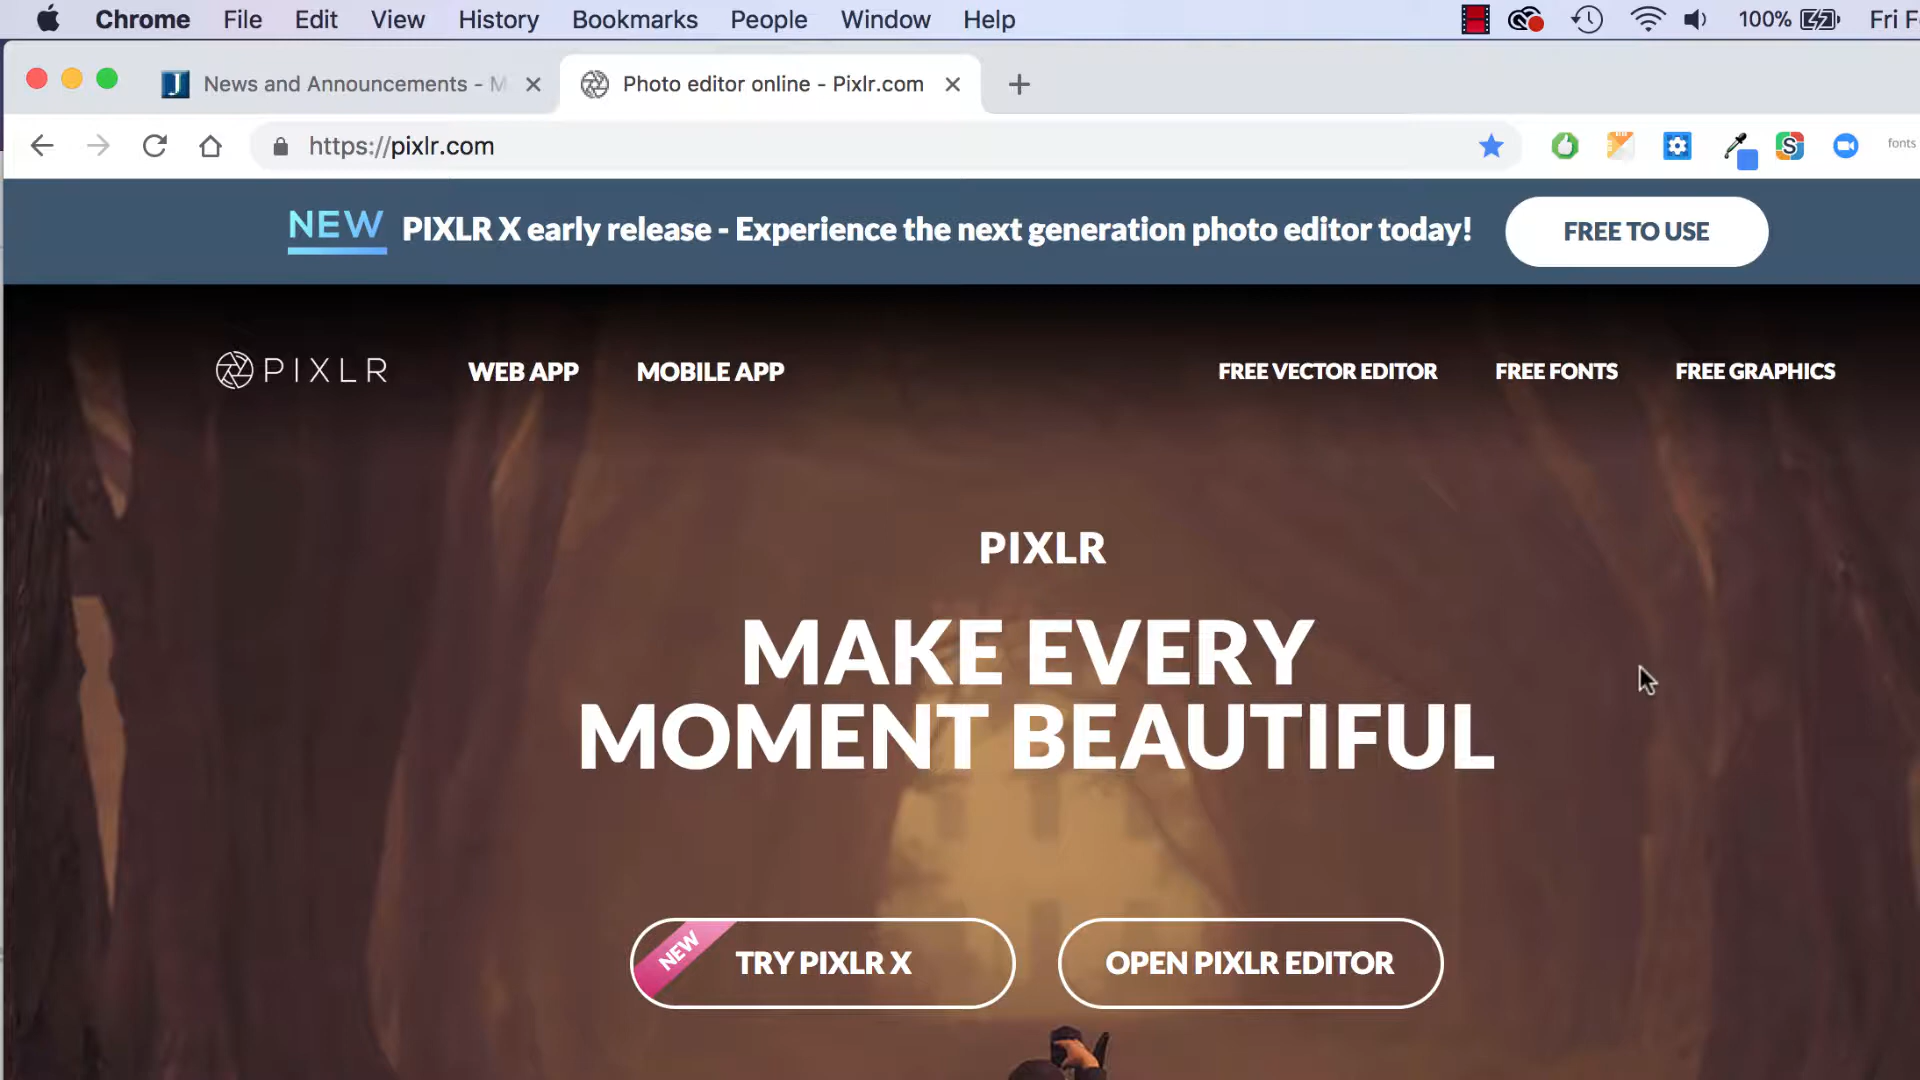 Chrome File Edit View History Bookmarks People Window Help 100% Fri F
J News and Announcements - M
Photo editor online - Pixlr.com
https://pixlr.com
S
fonts
NEW PIXLR X early release - Experience the next generation photo editor today! FREE TO USE
PIXLR WEB APP MOBILE APP FREE VECTOR EDITOR FREE FONTS FREE GRAPHICS
PIXLR
MAKE EVERY
MOMENT BEAUTIFUL
NEW TRY PIXLR X OPEN PIXLR EDITOR